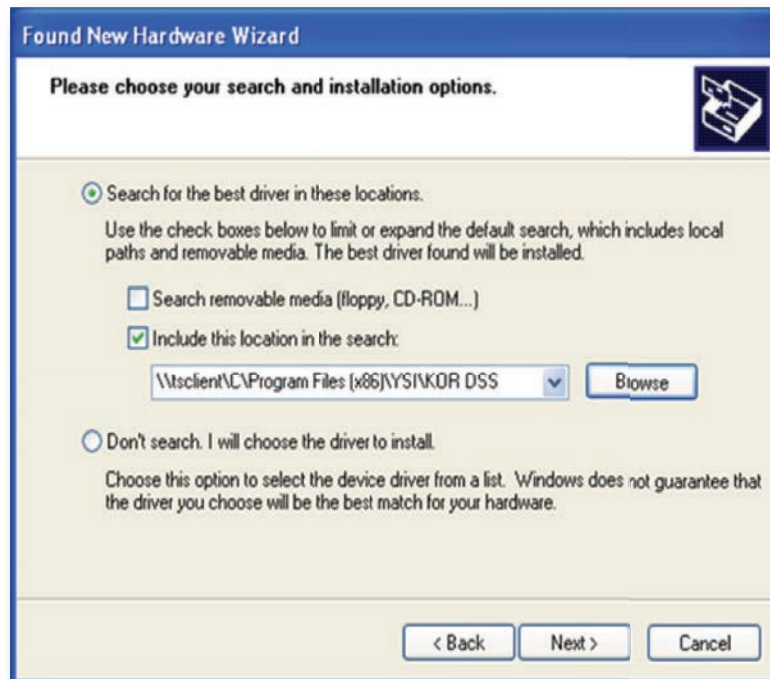 Found New Hardware Wizard
Please choose your search and installation options.
Search for the best driver in these locations.
Use the check boxes below to limit or expand the default search, which includes local
paths and removable media. The best driver found will be installed.
Search removable media (floppy, CD-ROM...)
Include this location in the search:
\\tsclient\C\Program Files (x86)\YSI\KOR DSS
Browse
Don't search. I will choose the driver to install.
Choose this option to select the device driver from a list. Windows does not guarantee that
the driver you choose will be the best match for your hardware.
< Back Next > Cancel